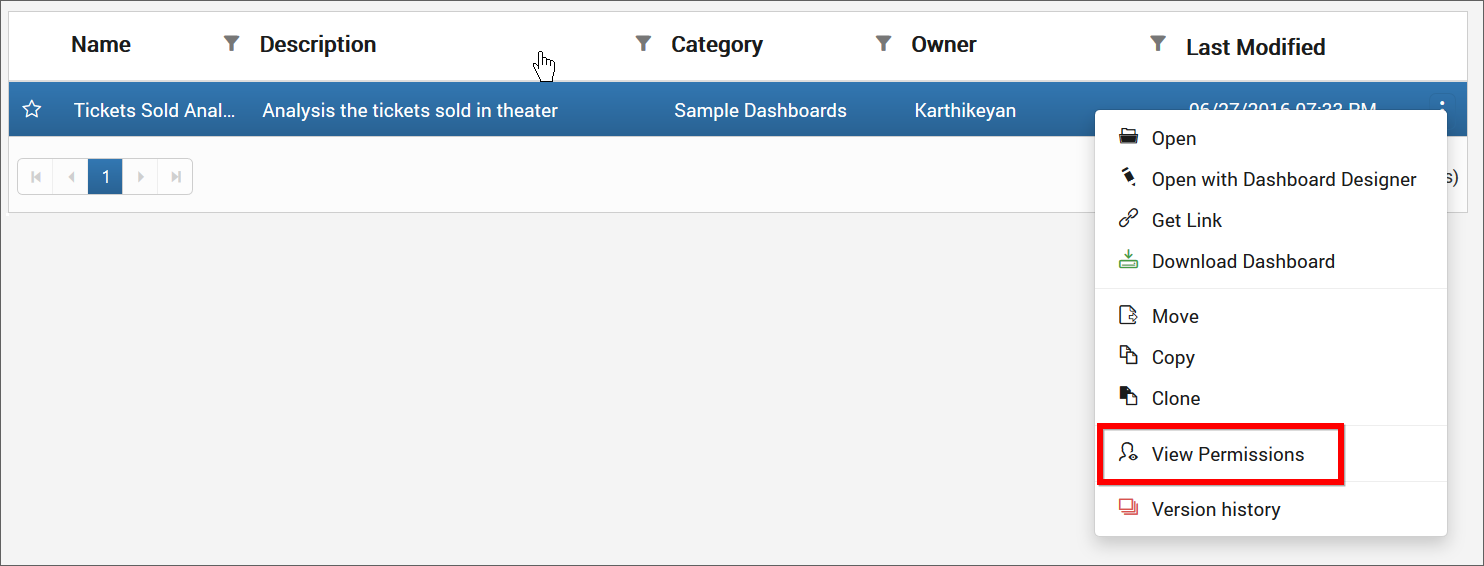 Name Description Category Owner Last Modified
Tickets Sold Anal... Analysis the tickets sold in theater Sample Dashboards Karthikeyan 06/27/2016 07:33 PM
1 s)
Open
Open with Dashboard Designer
Get Link
Download Dashboard
Move
Copy
Clone
View Permissions
Version history